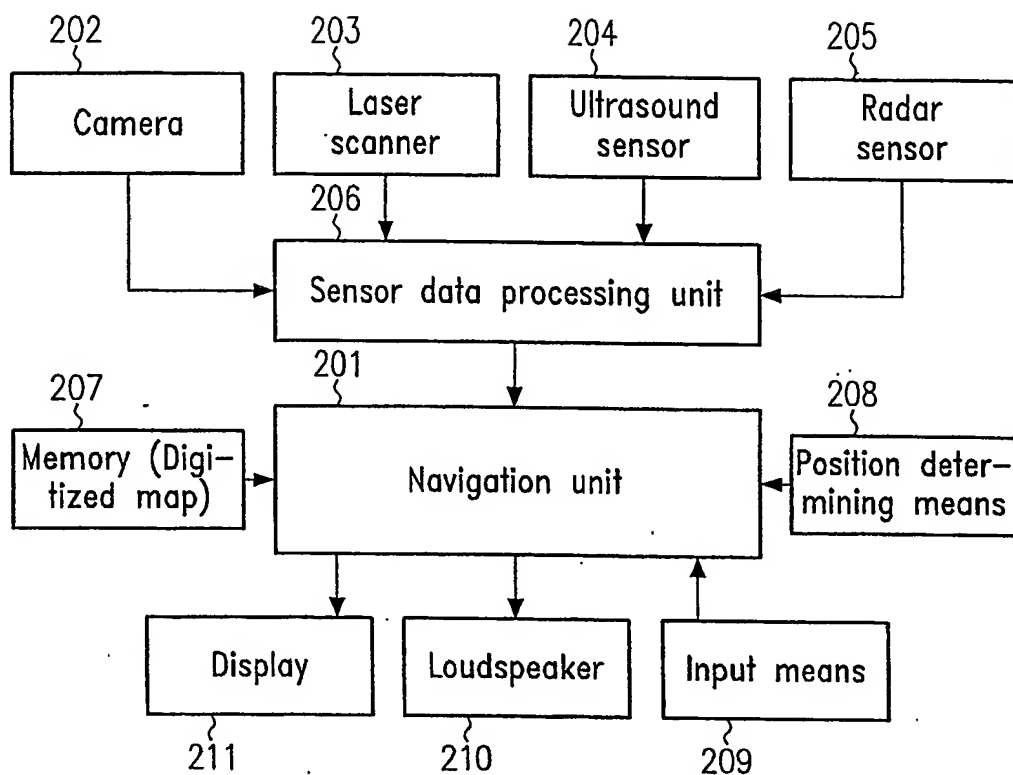 202
203
204
205
Camera
Laser
scanner
Ultrasound
sensor
Radar
sensor
206
Sensor data processing unit
201
207
208
Memory (Digi-
tized map)
Navigation unit
Position deter-
mining means
Display
Loudspeaker
Input means
211
210
209